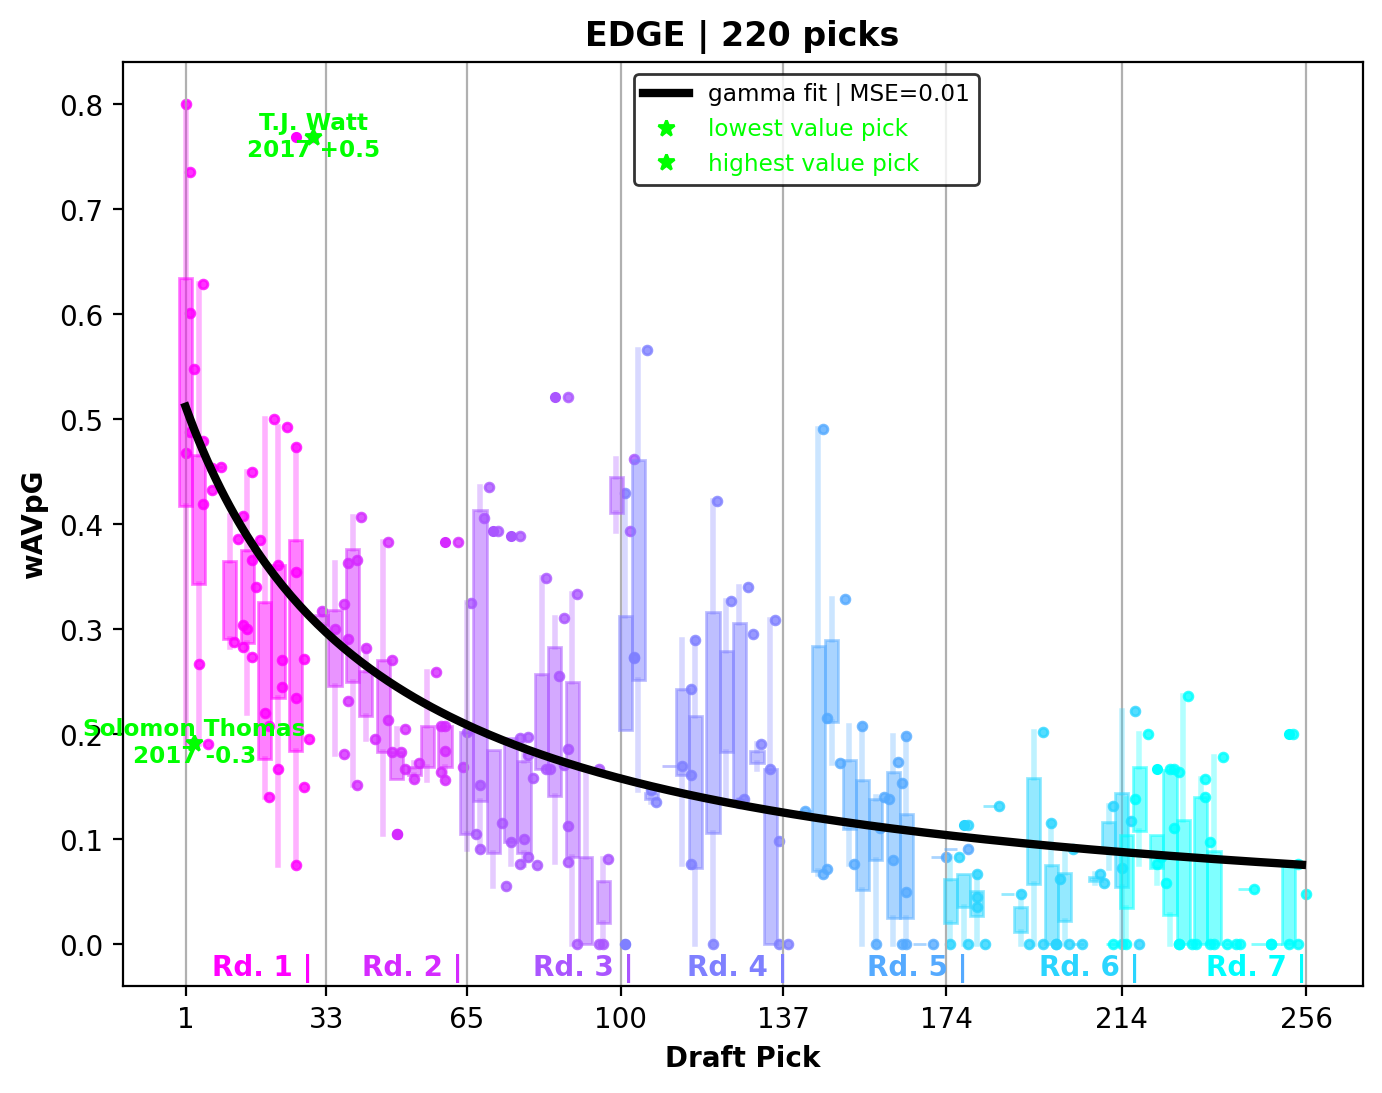 EDGE | 220 picks
gamma fit | MSE=0.01
lowest value pick
highest value pick
T.J. Watt
2017 +0.5
Solomon Thomas
2017 -0.3
wAVpG
0.8
0.7
0.6
0.5
0.4
0.3
0.2
0.1
0.0
Rd. 1 |
Rd. 2 |
Rd. 3 |
Rd. 4 |
Rd. 5 |
Rd. 6 |
Rd. 7 |
1
33
65
100
137
174
214
256
Draft Pick